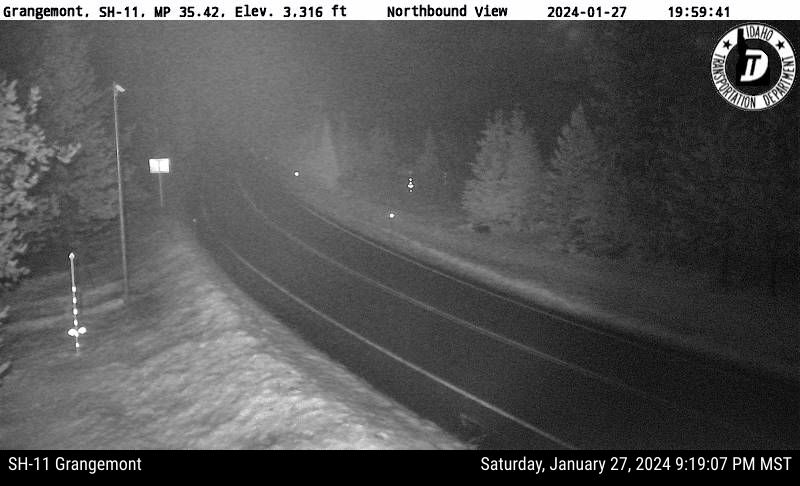 Grangemont, SH-11, MP 35.42, Elev. 3,316 ft Northbound View 2024-01-27 19:59:41
IDAHO
TRANSPORTATION DEPARTMENT
SH-11 Grangemont Saturday, January 27, 2024 9:19:07 PM MST